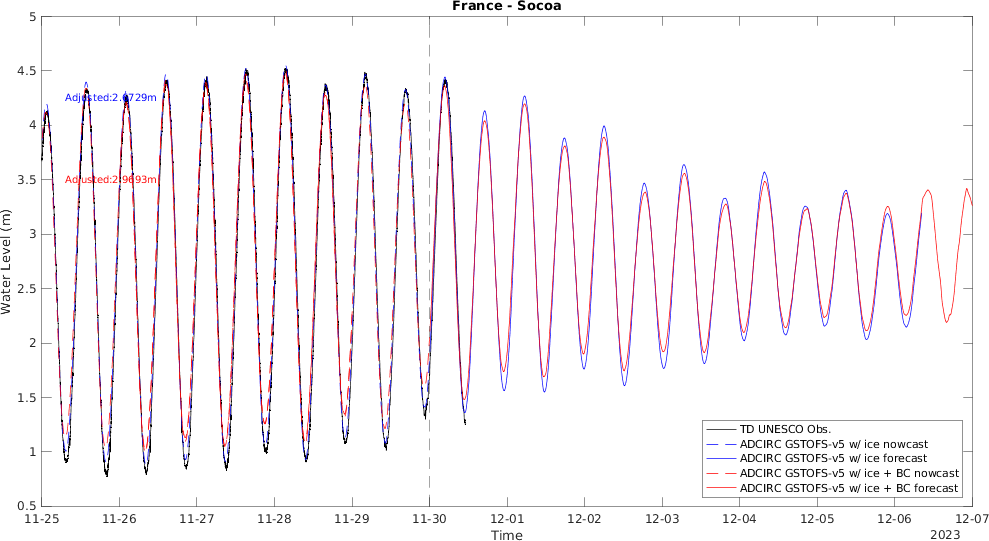 France - Socoa
Water Level (m)
5
4.5
4
3.5
3
2.5
2
1.5
1
0.5
Adjusted:2.6729m
Adjusted:2.9693m
TD UNESCO Obs.
ADCIRC GSTOFS-v5 w/ ice nowcast
ADCIRC GSTOFS-v5 w/ ice forecast
ADCIRC GSTOFS-v5 w/ ice + BC nowcast
ADCIRC GSTOFS-v5 w/ ice + BC forecast
11-25 11-26 11-27 11-28 11-29 11-30 12-01 12-02 12-03 12-04 12-05 12-06 12-07
Time
2023